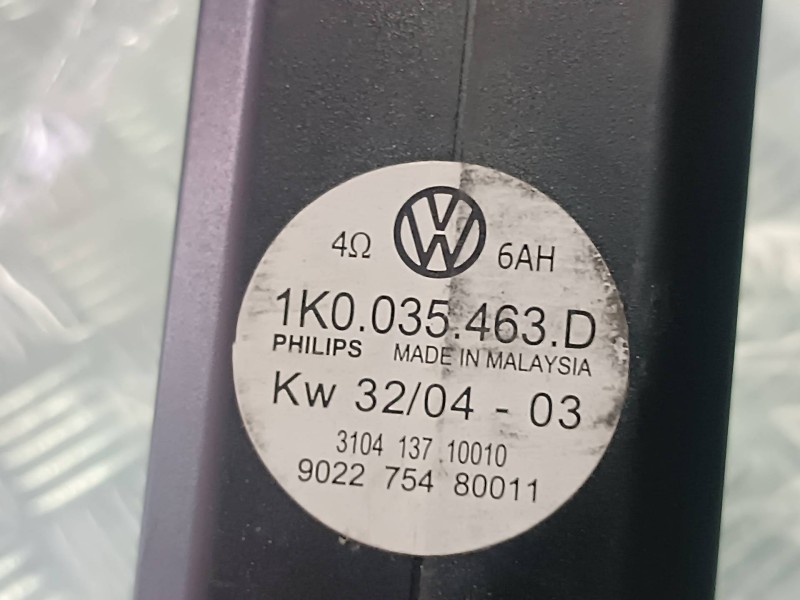 4Ω VW 6AH
1K0.035.463.D
PHILIPS MADE IN MALAYSIA
Kw 32/04 - 03
3104 137 10010
9022 754 80011